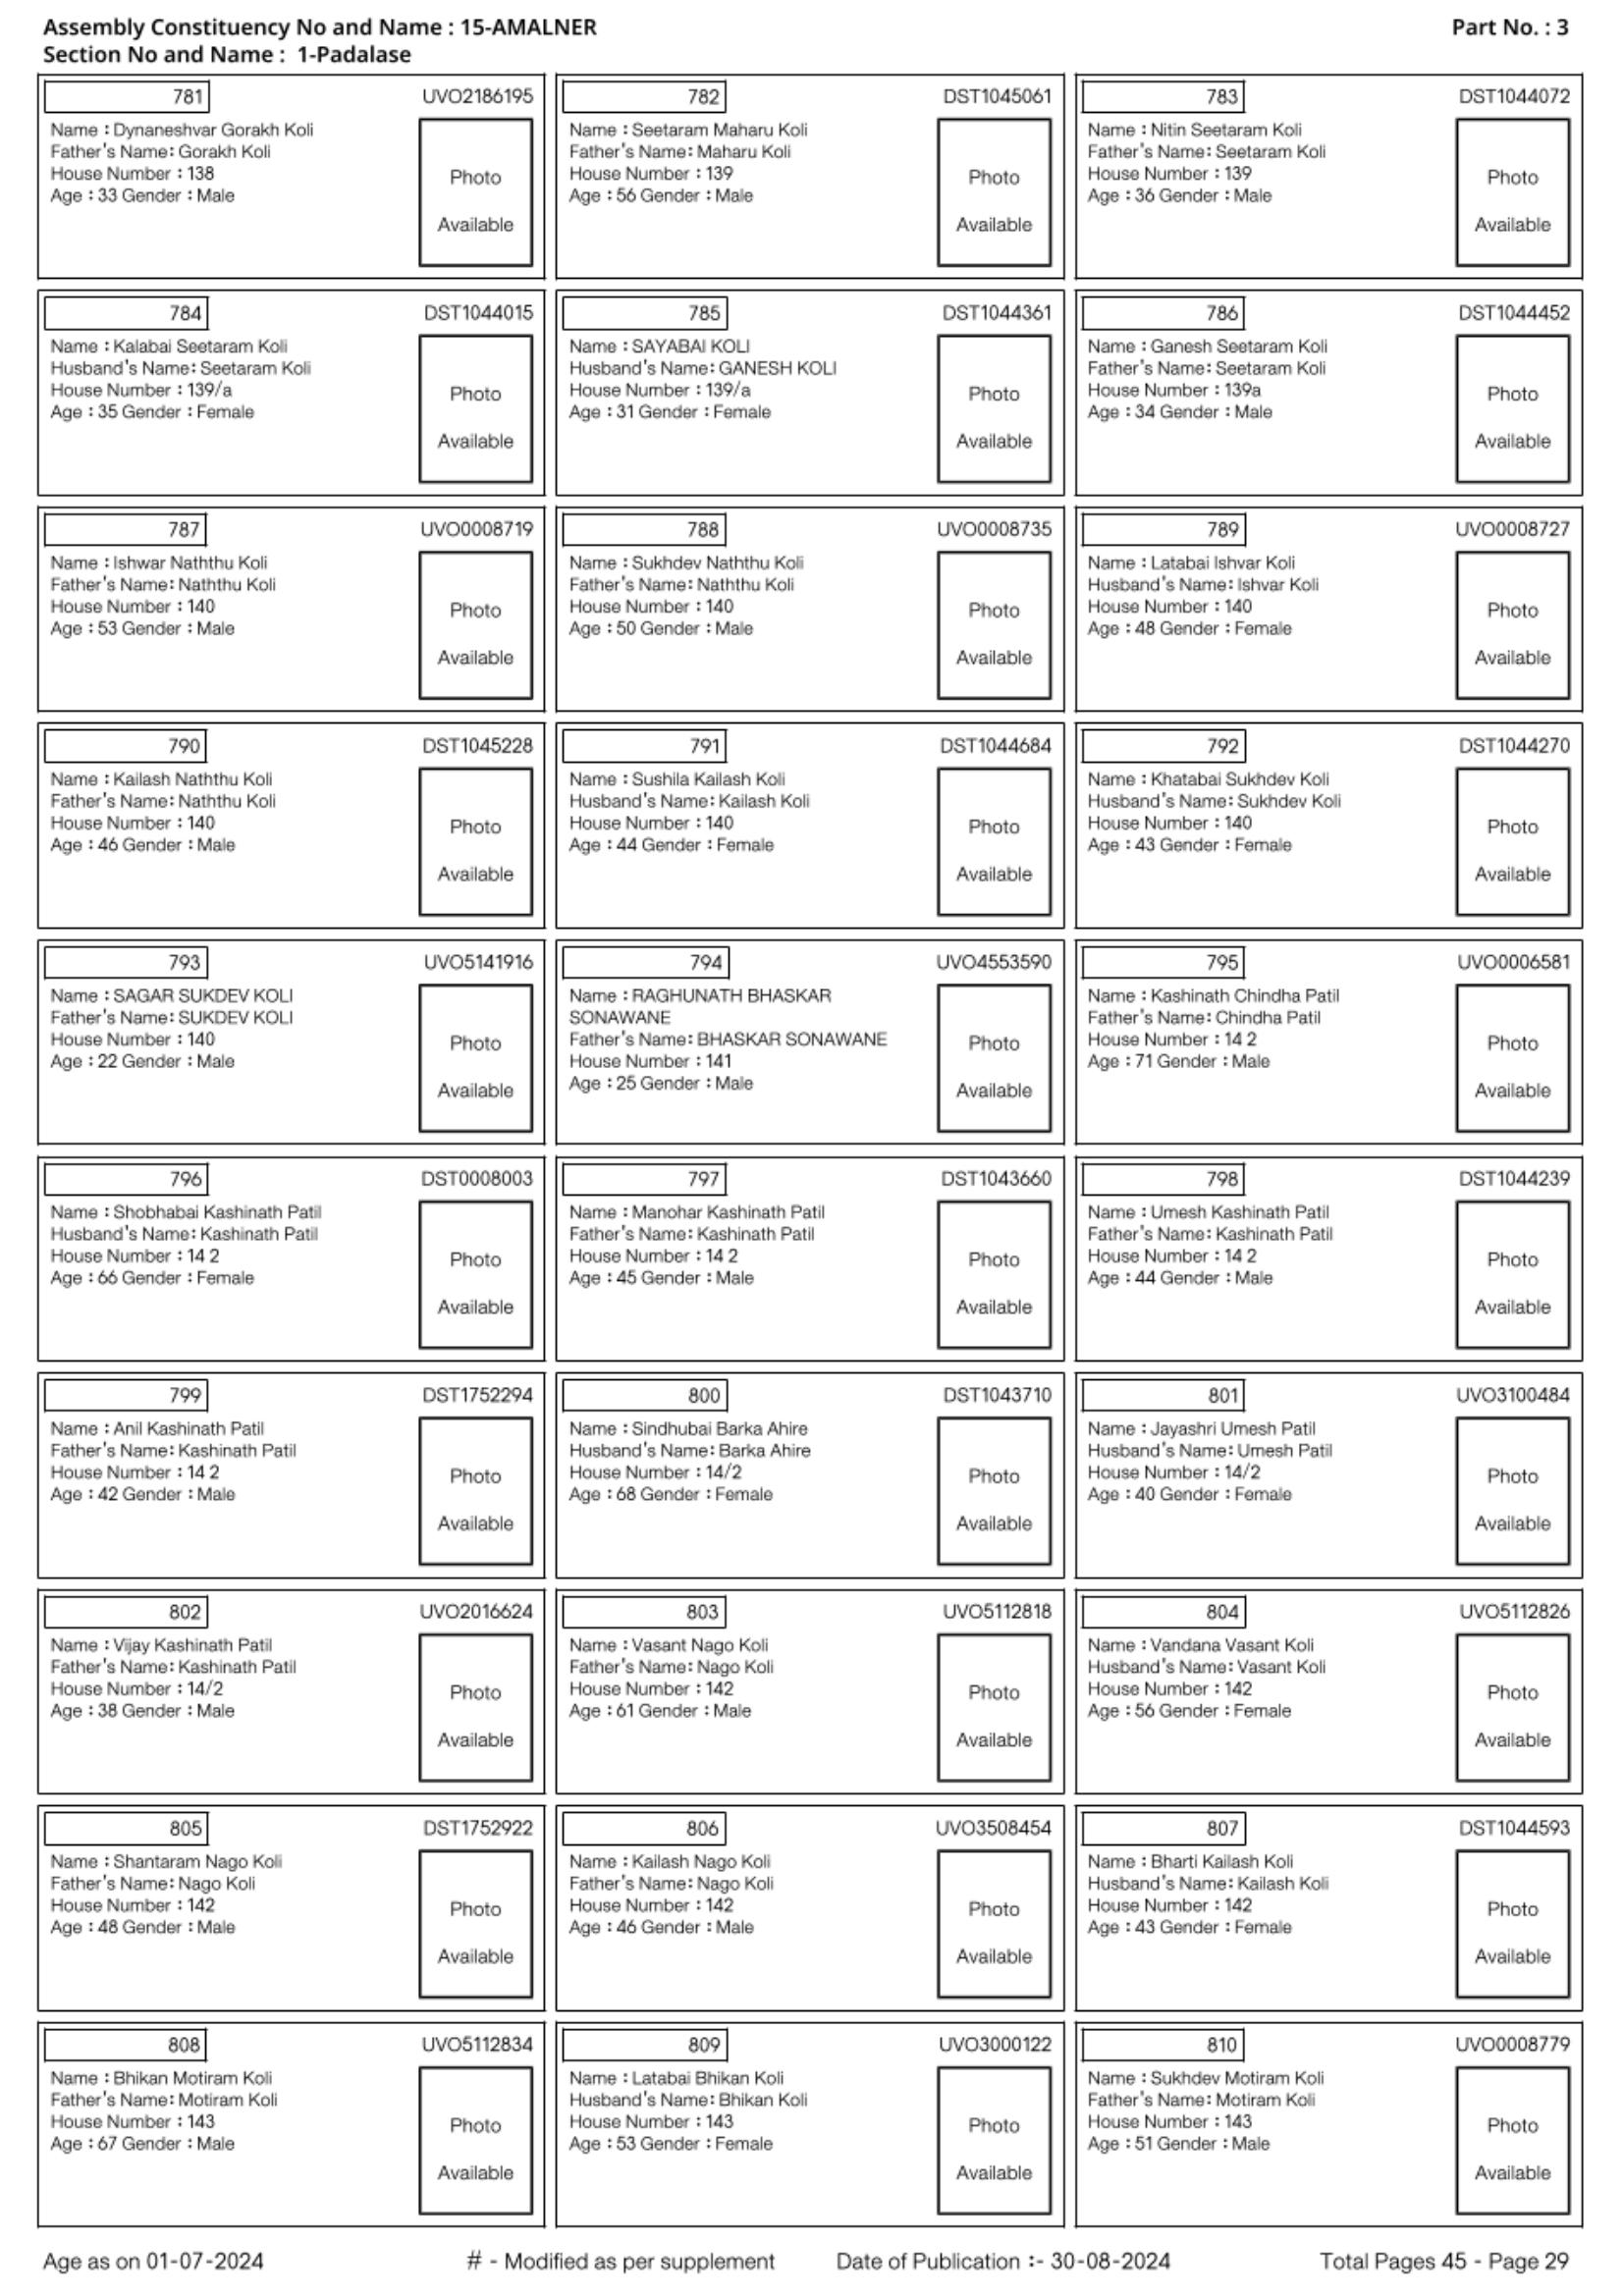 Assembly Constituency No and Name : 15-AMALNER
Part No. : 3
Section No and Name : 1-Padalase
781
UVO2186195
Name : Dynaneshvar Gorakh Koli
Father's Name: Gorakh Koli
House Number : 138
Age : 33 Gender : Male
Photo
Available
782
DST1045061
Name : Seetaram Maharu Koli
Father's Name: Maharu Koli
House Number : 139
Age : 56 Gender : Male
Photo
Available
783
DST1044072
Name : Nitin Seetaram Koli
Father's Name: Seetaram Koli
House Number : 139
Age : 36 Gender : Male
Photo
Available
784
DST1044015
Name : Kalabai Seetaram Koli
Husband's Name: Seetaram Koli
House Number : 139/a
Age : 35 Gender : Female
Photo
Available
785
DST1044361
Name : SAYABAI KOLI
Husband's Name: GANESH KOLI
House Number : 139/a
Age : 31 Gender : Female
Photo
Available
786
DST1044452
Name : Ganesh Seetaram Koli
Father's Name: Seetaram Koli
House Number : 139a
Age : 34 Gender : Male
Photo
Available
787
UVO0008719
Name : Ishwar Naththu Koli
Father's Name: Naththu Koli
House Number : 140
Age : 53 Gender : Male
Photo
Available
788
UVO0008735
Name : Sukhdev Naththu Koli
Father's Name: Naththu Koli
House Number : 140
Age : 50 Gender : Male
Photo
Available
789
UVO0008727
Name : Latabai Ishvar Koli
Husband's Name: Ishvar Koli
House Number : 140
Age : 48 Gender : Female
Photo
Available
790
DST1045228
Name : Kailash Naththu Koli
Father's Name: Naththu Koli
House Number : 140
Age : 46 Gender : Male
Photo
Available
791
DST1044684
Name : Sushila Kailash Koli
Husband's Name: Kailash Koli
House Number : 140
Age : 44 Gender : Female
Photo
Available
792
DST1044270
Name : Khatabai Sukhdev Koli
Husband's Name: Sukhdev Koli
House Number : 140
Age : 43 Gender : Female
Photo
Available
793
UVO5141916
Name : SAGAR SUKDEV KOLI
Father's Name: SUKDEV KOLI
House Number : 140
Age : 22 Gender : Male
Photo
Available
794
UVO4553590
Name : RAGHUNATH BHASKAR
SONAWANE
Father's Name: BHASKAR SONAWANE
House Number : 141
Age : 25 Gender : Male
Photo
Available
795
UVO0006581
Name : Kashinath Chindha Patil
Father's Name: Chindha Patil
House Number : 14 2
Age : 71 Gender : Male
Photo
Available
796
DST0008003
Name : Shobhabai Kashinath Patil
Husband's Name: Kashinath Patil
House Number : 14 2
Age : 66 Gender : Female
Photo
Available
797
DST1043660
Name : Manohar Kashinath Patil
Father's Name: Kashinath Patil
House Number : 14 2
Age : 45 Gender : Male
Photo
Available
798
DST1044239
Name : Umesh Kashinath Patil
Father's Name: Kashinath Patil
House Number : 14 2
Age : 44 Gender : Male
Photo
Available
799
DST1752294
Name : Anil Kashinath Patil
Father's Name: Kashinath Patil
House Number : 14 2
Age : 42 Gender : Male
Photo
Available
800
DST1043710
Name : Sindhubai Barka Ahire
Husband's Name: Barka Ahire
House Number : 14/2
Age : 68 Gender : Female
Photo
Available
801
UVO3100484
Name : Jayashri Umesh Patil
Husband's Name: Umesh Patil
House Number : 14/2
Age : 40 Gender : Female
Photo
Available
802
UVO2016624
Name : Vijay Kashinath Patil
Father's Name: Kashinath Patil
House Number : 14/2
Age : 38 Gender : Male
Photo
Available
803
UVO5112818
Name : Vasant Nago Koli
Father's Name: Nago Koli
House Number : 142
Age : 61 Gender : Male
Photo
Available
804
UVO5112826
Name : Vandana Vasant Koli
Husband's Name: Vasant Koli
House Number : 142
Age : 56 Gender : Female
Photo
Available
805
DST1752922
Name : Shantaram Nago Koli
Father's Name: Nago Koli
House Number : 142
Age : 48 Gender : Male
Photo
Available
806
UVO3508454
Name : Kailash Nago Koli
Father's Name: Nago Koli
House Number : 142
Age : 46 Gender : Male
Photo
Available
807
DST1044593
Name : Bharti Kailash Koli
Husband's Name: Kailash Koli
House Number : 142
Age : 43 Gender : Female
Photo
Available
808
UVO5112834
Name : Bhikan Motiram Koli
Father's Name: Motiram Koli
House Number : 143
Age : 67 Gender : Male
Photo
Available
809
UVO3000122
Name : Latabai Bhikan Koli
Husband's Name: Bhikan Koli
House Number : 143
Age : 53 Gender : Female
Photo
Available
810
UVO0008779
Name : Sukhdev Motiram Koli
Father's Name: Motiram Koli
House Number : 143
Age : 51 Gender : Male
Photo
Available
Age as on 01-07-2024
# - Modified as per supplement
Date of Publication :- 30-08-2024
Total Pages 45 - Page 29